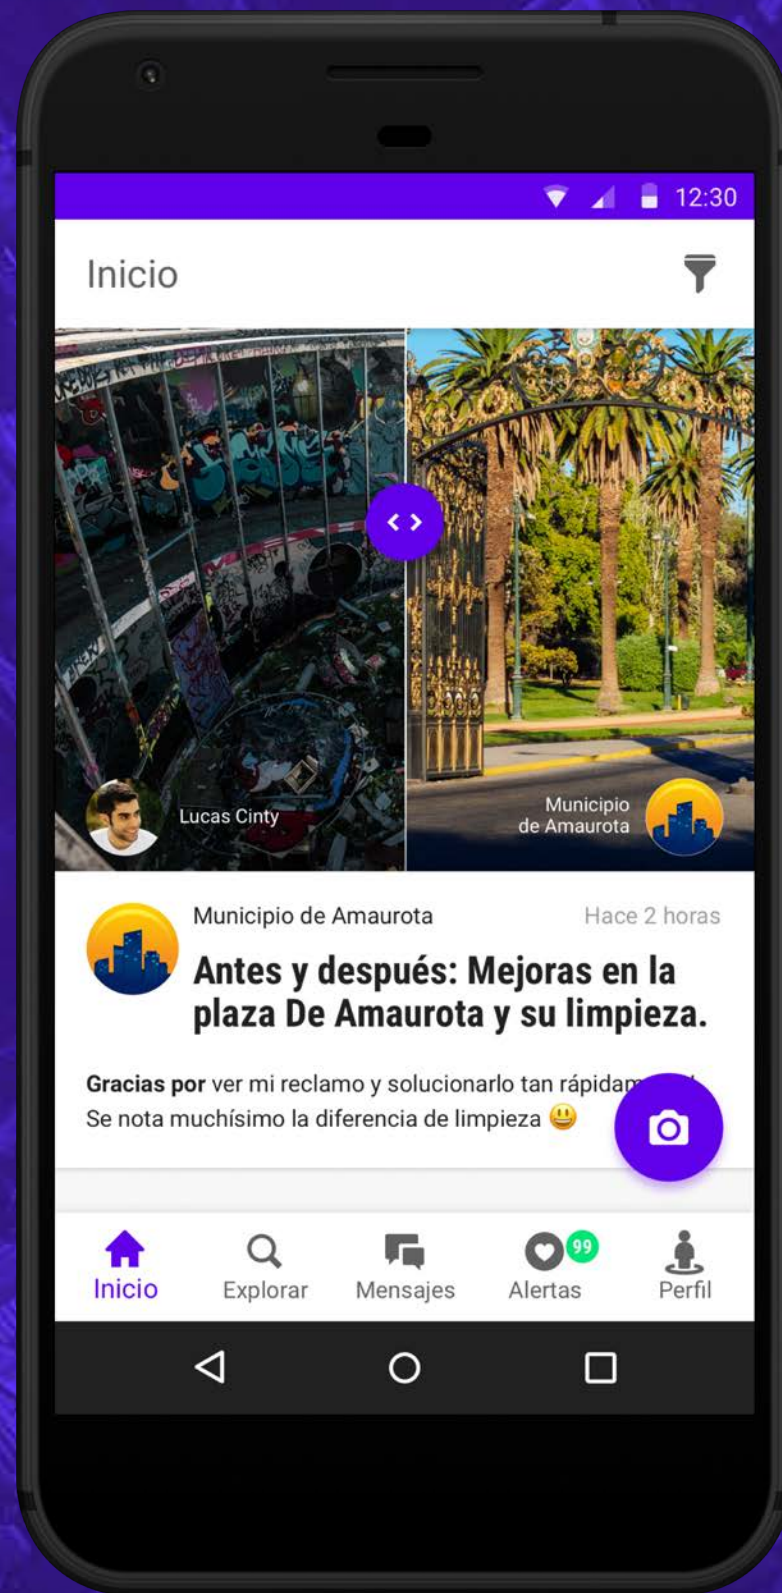 12:30
Inicio
Lucas Cinty
Municipio
de Amaurota
Municipio de Amaurota
Hace 2 horas
Antes y después: Mejoras en la
plaza De Amaurota y su limpieza.
Gracias por ver mi reclamo y solucionarlo tan
Se nota muchísimo la diferencia de limpieza 😃
99
Inicio
Explorar
Mensajes
Alertas
Perfil